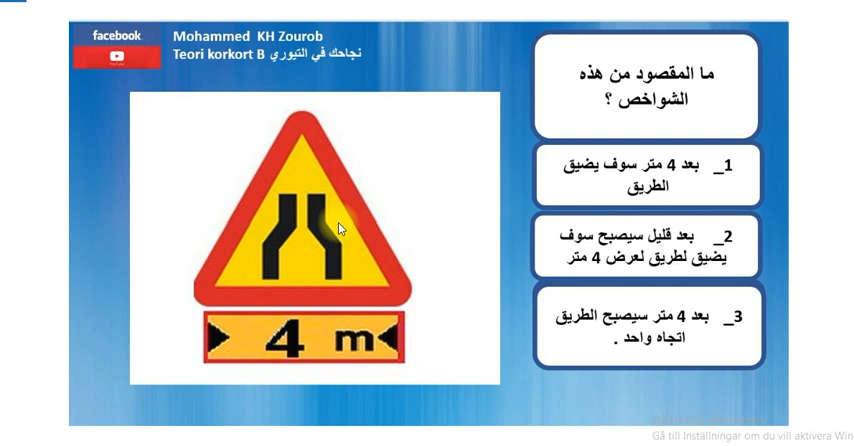 facebook
YouTube
Mohammed KH Zourob
Teori korkort B نجاحك في التيوري
ما المقصود من هذه
الشواخص ؟
4 m
1_ بعد 4 متر سوف يضيق
الطريق
2_ بعد قليل سيصبح سوف
يضيق لطريق لعرض 4 متر
3_ بعد 4 متر سيصبح الطريق
اتجاه واحد .
Gå till Inställningar om du vill aktivera Win